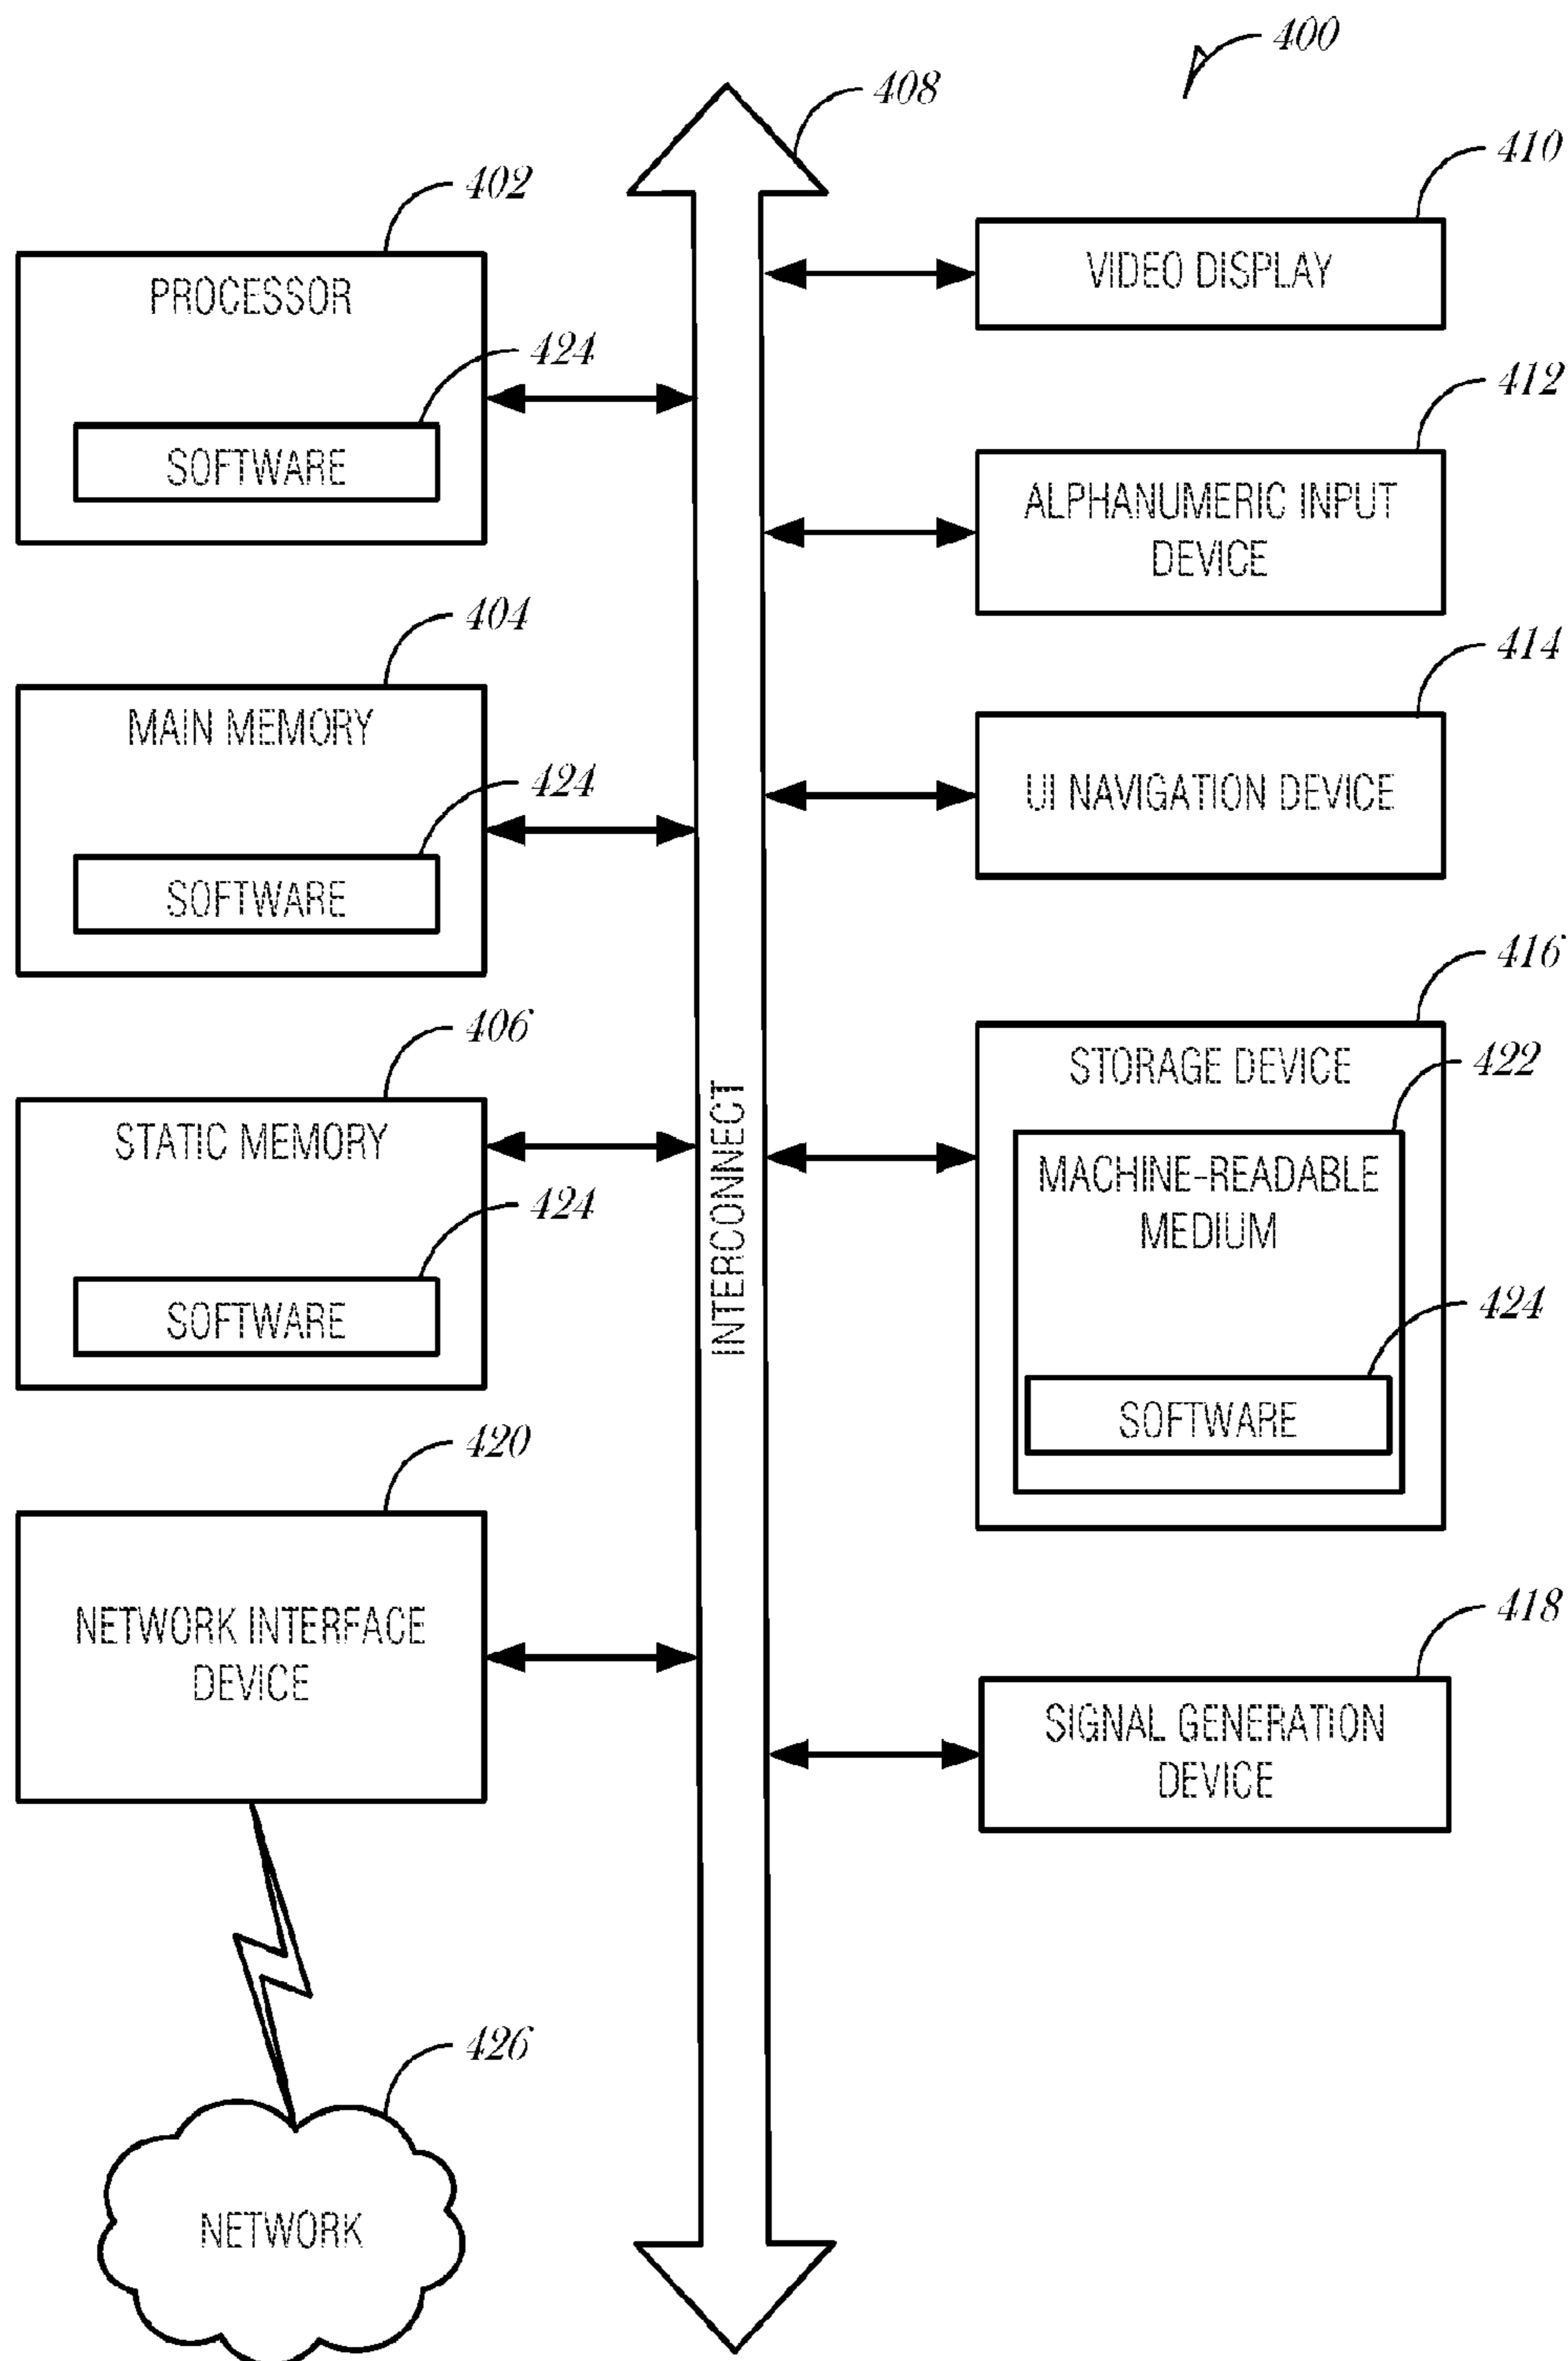 400
408
402
PROCESSOR
424
SOFTWARE
404
MAIN MEMORY
424
SOFTWARE
406
STATIC MEMORY
424
SOFTWARE
420
NETWORK INTERFACE
DEVICE
426
NETWORK
INTERCONNECT
410
VIDEO DISPLAY
412
ALPHANUMERIC INPUT
DEVICE
414
UI NAVIGATION DEVICE
416
STORAGE DEVICE
422
MACHINE-READABLE
MEDIUM
424
SOFTWARE
418
SIGNAL GENERATION
DEVICE